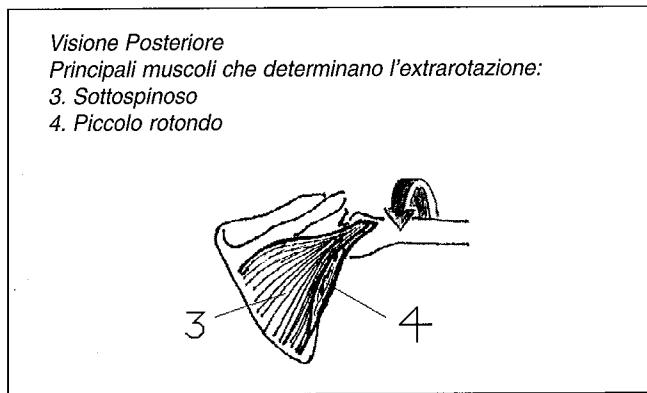 Visione Posteriore
Principali muscoli che determinano l'extrarotazione:
3. Sottospinoso
4. Piccolo rotondo
3 4